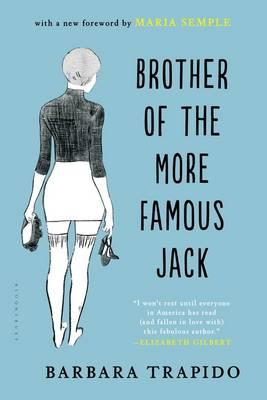 with a new foreword by MARIA SEMPLE
BROTHER
OF THE
MORE
FAMOUS
JACK
"I won't rest until everyone
in America has read
(and fallen in love with)
this fabulous author."
—ELIZABETH GILBERT
BLOOMSBURY
BARBARA TRAPIDO